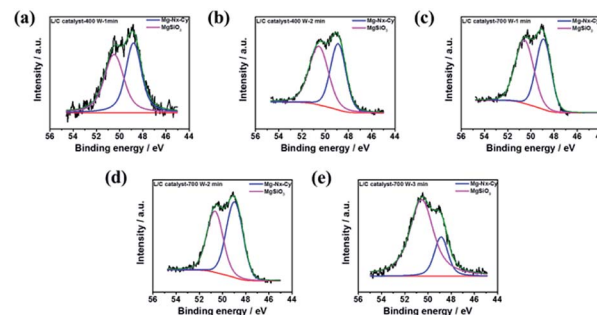 (a)
L/C catalyst-400 W-1min
Mg-Nx-Cy
MgSiO3
Intensity / a.u.
56 54 52 50 48 46 44
Binding energy / eV
(b)
L/C catalyst-400 W-2 min
Mg-Nx-Cy
MgSiO3
Intensity / a.u.
56 54 52 50 48 46 44
Binding energy / eV
(c)
L/C catalyst-700 W-1min
Mg-Nx-Cy
MgSiO3
Intensity / a.u.
56 54 52 50 48 46 44
Binding energy / eV
(d)
L/C catalyst-700 W-2 min
Mg-Nx-Cy
MgSiO3
Intensity / a.u.
56 54 52 50 48 46 44
Binding energy / eV
(e)
L/C catalyst-700 W-3 min
Mg-Nx-Cy
MgSiO3
Intensity / a.u.
56 54 52 50 48 46 44
Binding energy / eV